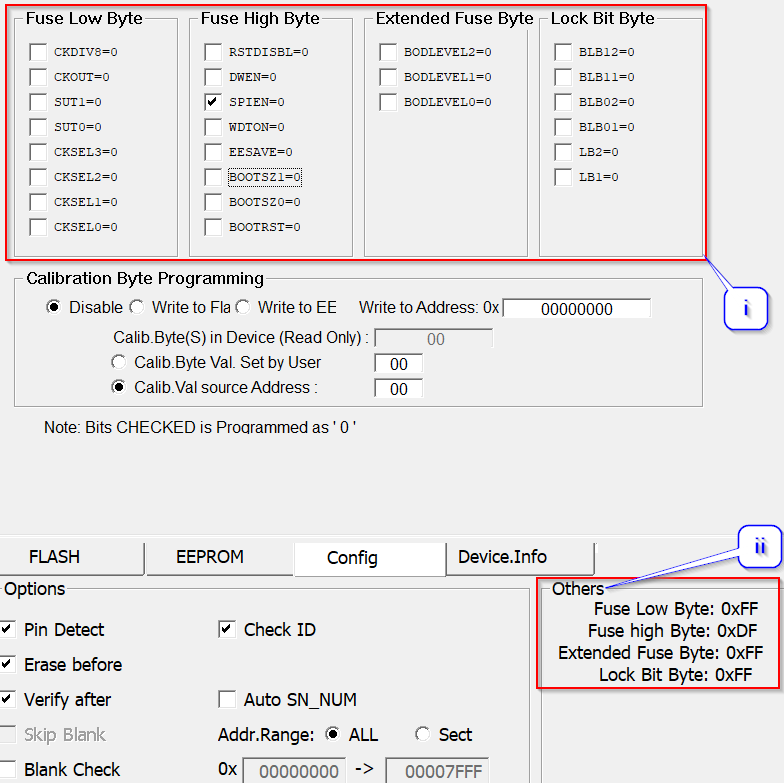 Fuse Low Byte Fuse High Byte Extended Fuse Byte Lock Bit Byte
CKDIV8=0 RSTDISBL=0 BODLEVEL2=0 BLB12=0
CKOUT=0 DWEN=0 BODLEVEL1=0 BLB11=0
SUT1=0 SPIEN=0 BODLEVEL0=0 BLB02=0
SUT0=0 WDTON=0 BLB01=0
CKSEL3=0 EESAVE=0 LB2=0
CKSEL2=0 BOOTSZ1=0 LB1=0
CKSEL1=0 BOOTSZ0=0
CKSEL0=0 BOOTRST=0
i
Calibration Byte Programming
Disable Write to Fla Write to EE Write to Address: 0x 00000000
Calib.Byte(S) in Device (Read Only) : 00
Calib.Byte Val. Set by User 00
Calib.Val source Address : 00
Note: Bits CHECKED is Programmed as ' 0 '
ii
FLASH EEPROM Config Device.Info
Options Others
Fuse Low Byte: 0xFF
Pin Detect Check ID Fuse high Byte: 0xDF
Extended Fuse Byte: 0xFF
Erase before Lock Bit Byte: 0xFF
Verify after Auto SN_NUM
Skip Blank Addr.Range: ALL Sect
Blank Check 0x 00000000 -> 00007FFF